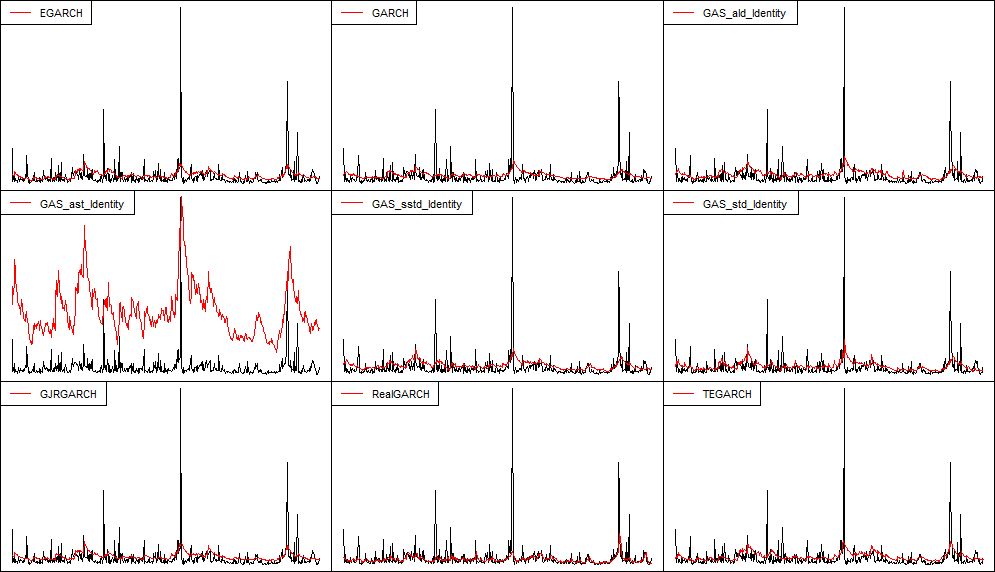 EGARCH
GARCH
GAS_ald_Identity
GAS_ast_Identity
GAS_sstd_Identity
GAS_std_Identity
GJRGARCH
RealGARCH
TEGARCH